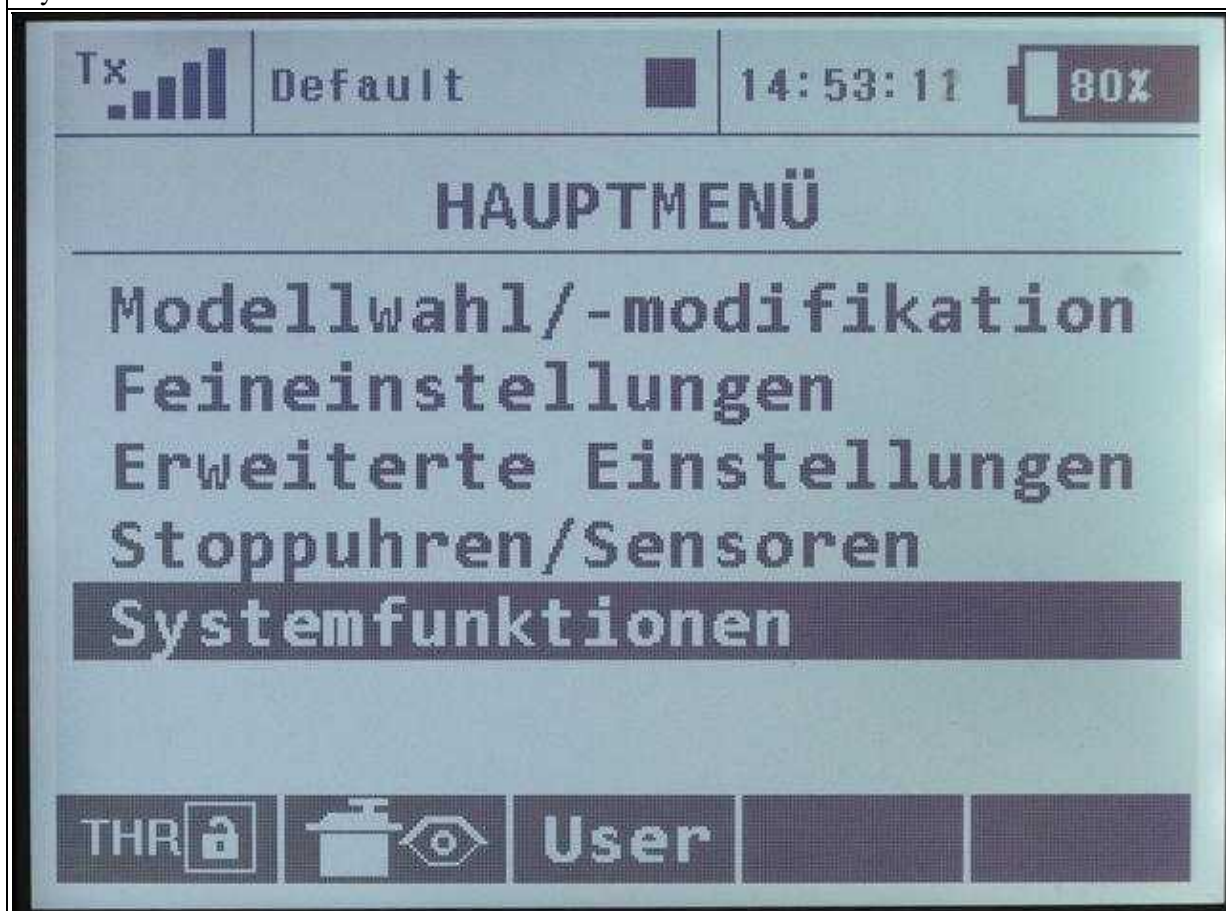 Tx Default 14:53:11 80%
HAUPTMENÜ
Modellwahl/-modifikation
Feineinstellungen
Erweiterte Einstellungen
Stoppuhren/Sensoren
Systemfunktionen
THR User